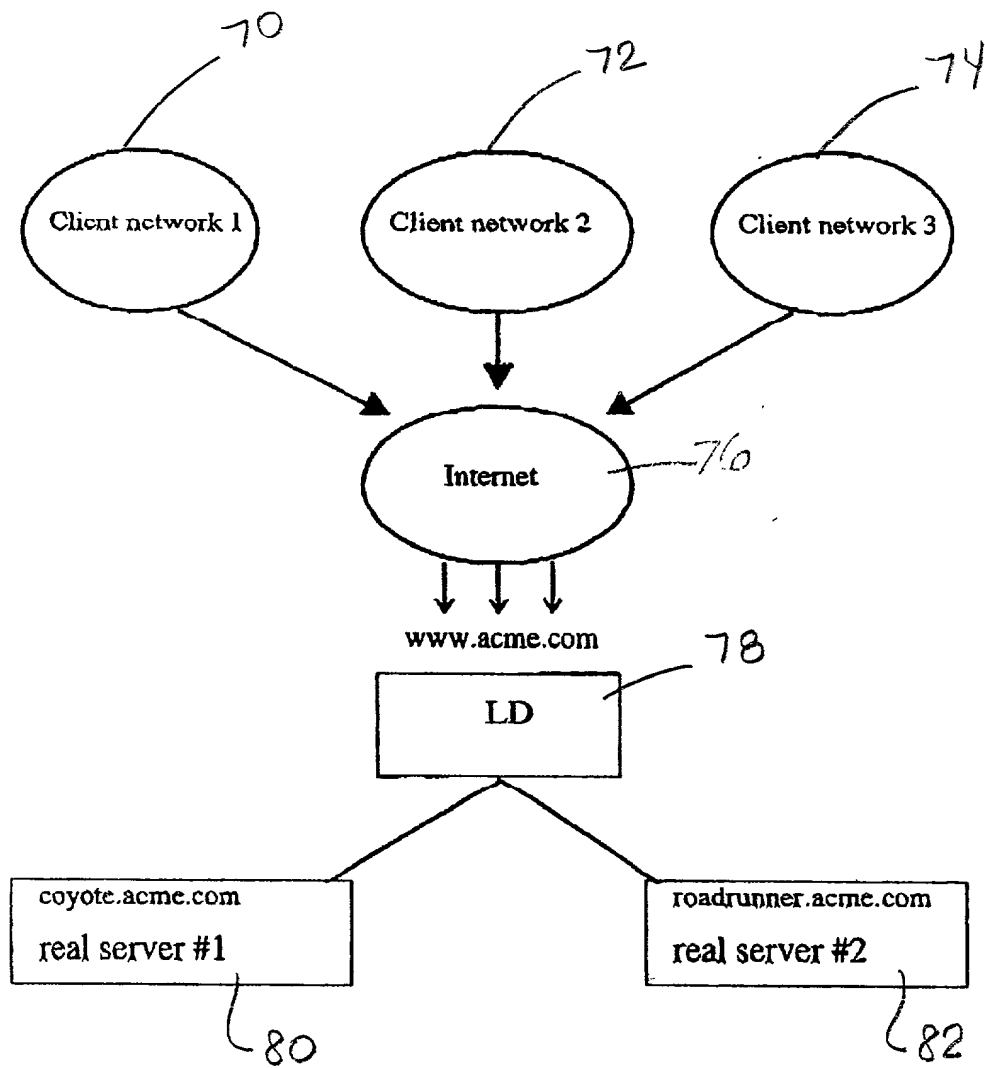 70
72
74
Client network 1
Client network 2
Client network 3
Internet
76
www.acme.com
78
LD
coyote.acme.com
real server #1
roadrunner.acme.com
real server #2
80
82